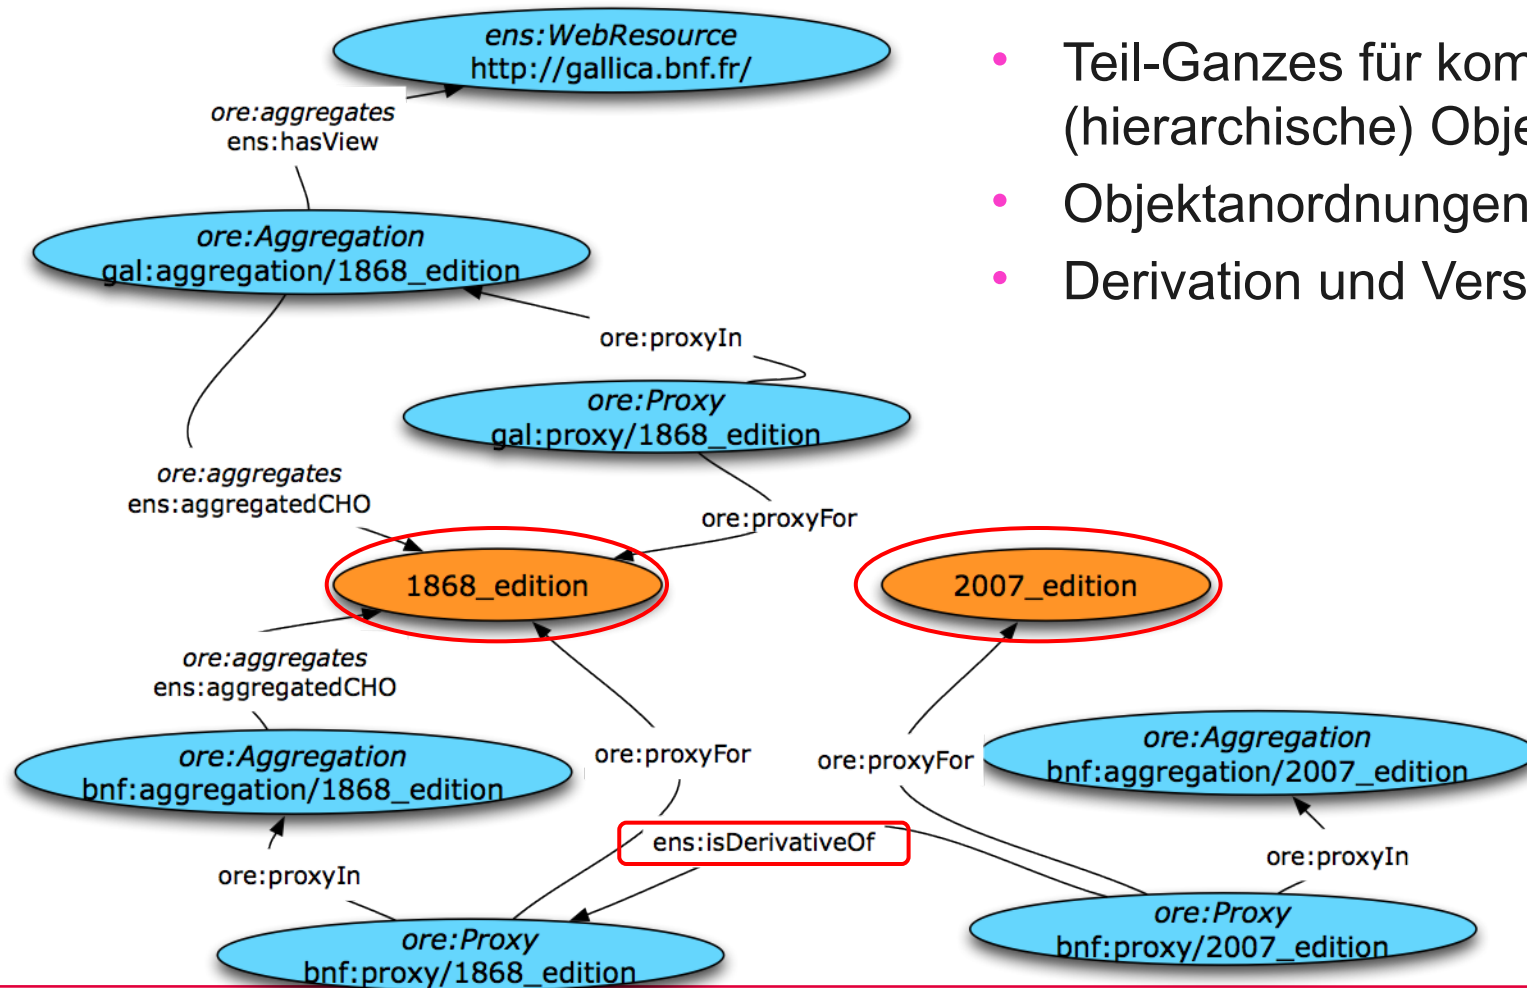 ens:WebResource
http://gallica.bnf.fr/
ore:aggregates
ens:hasView
ore:Aggregation
gal:aggregation/1868_edition
ore:proxyIn
ore:Proxy
gal:proxy/1868_edition
ore:aggregates
ens:aggregatedCHO
ore:proxyFor
1868_edition
2007_edition
ore:aggregates
ens:aggregatedCHO
ore:Aggregation
bnf:aggregation/1868_edition
ore:proxyFor
ore:proxyFor
ore:Aggregation
bnf:aggregation/2007_edition
ens:isDerivativeOf
ore:proxyIn
ore:proxyIn
ore:Proxy
bnf:proxy/1868_edition
ore:Proxy
bnf:proxy/2007_edition
• Teil-Ganzes für
(hierarchische)
• Objektanordnungen
• Derivation und